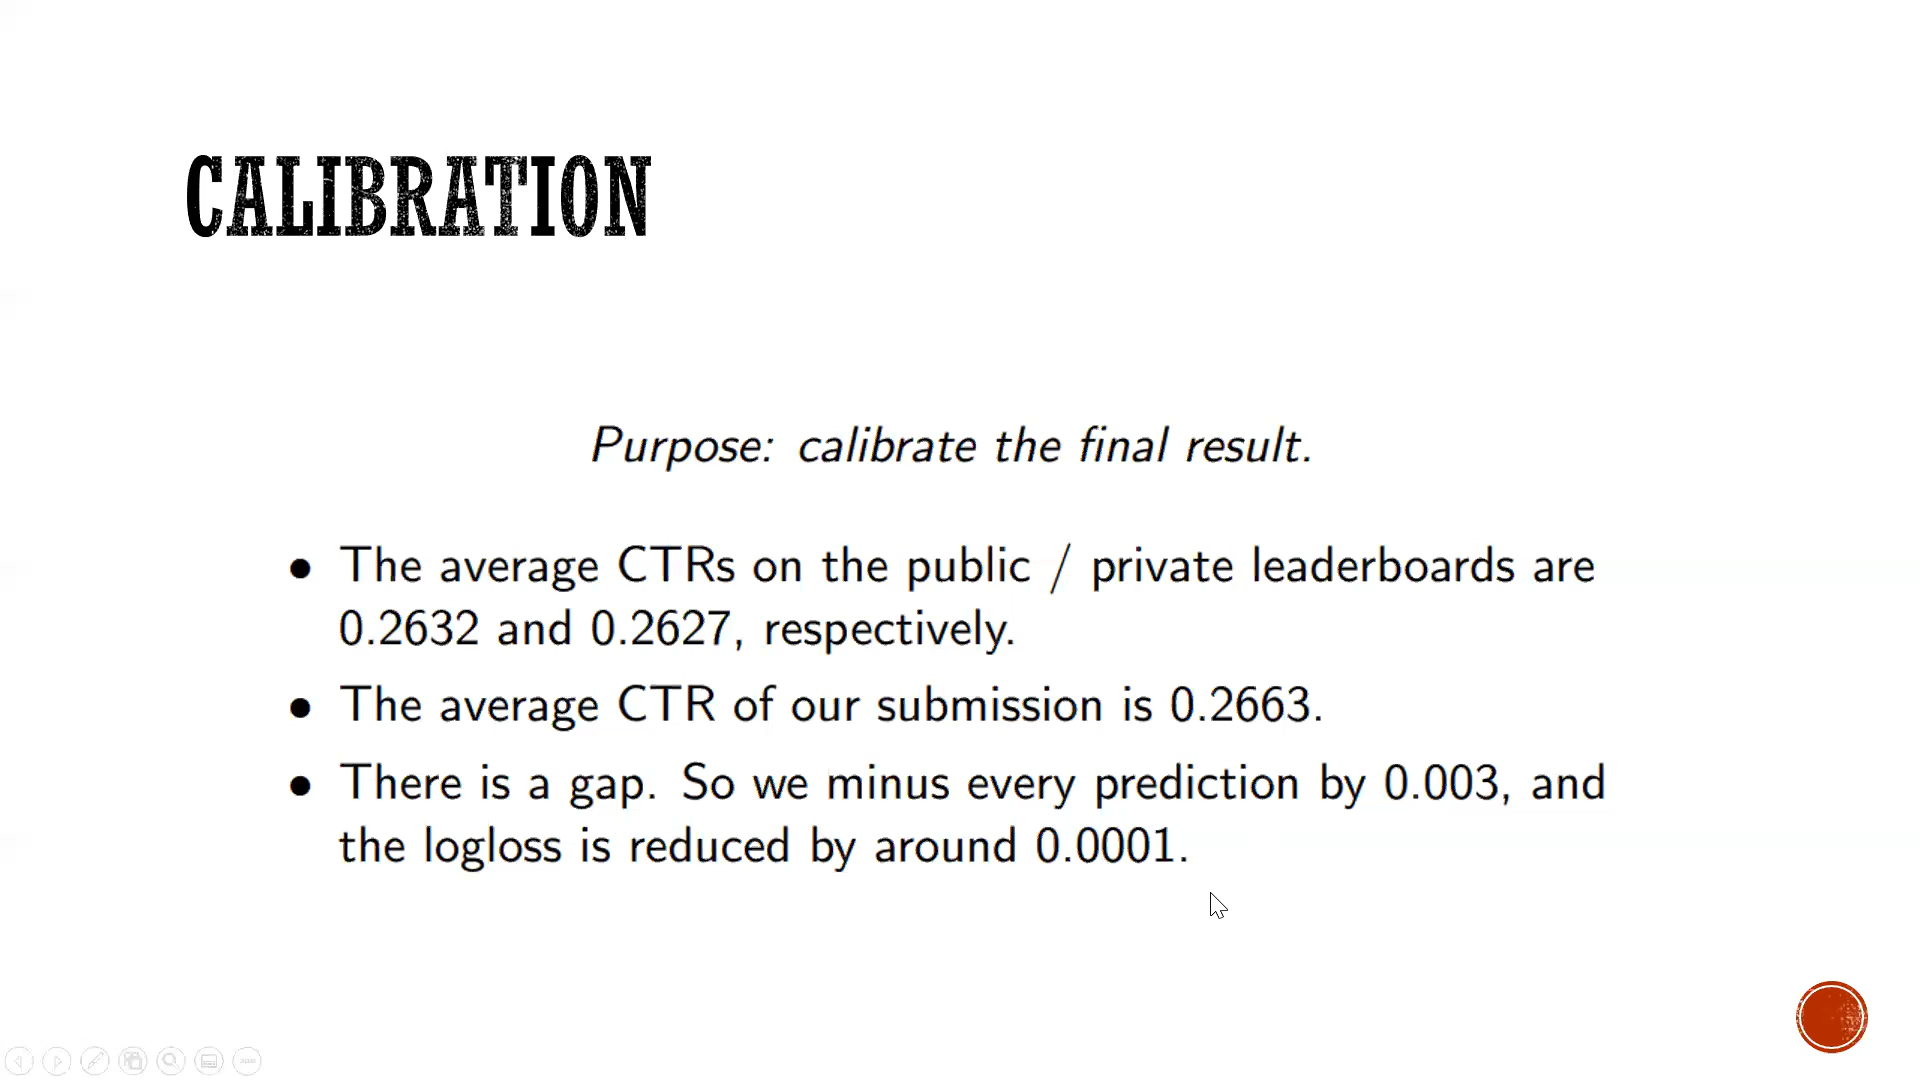 CALIBRATION
Purpose: calibrate the final result.
• The average CTRs on the public / private leaderboards are
0.2632 and 0.2627, respectively.
• The average CTR of our submission is 0.2663.
• There is a gap. So we minus every prediction by 0.003, and
the logloss is reduced by around 0.0001.